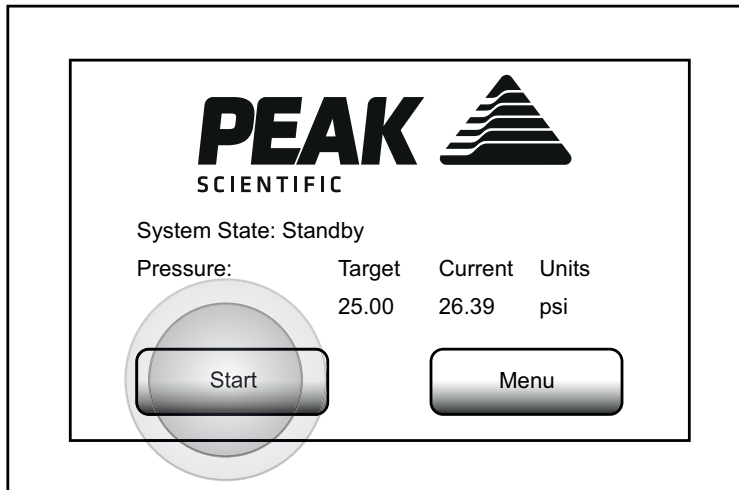 PEAK
SCIENTIFIC
System State: Standby
Pressure: Target Current Units
25.00 26.39 psi
Start Menu